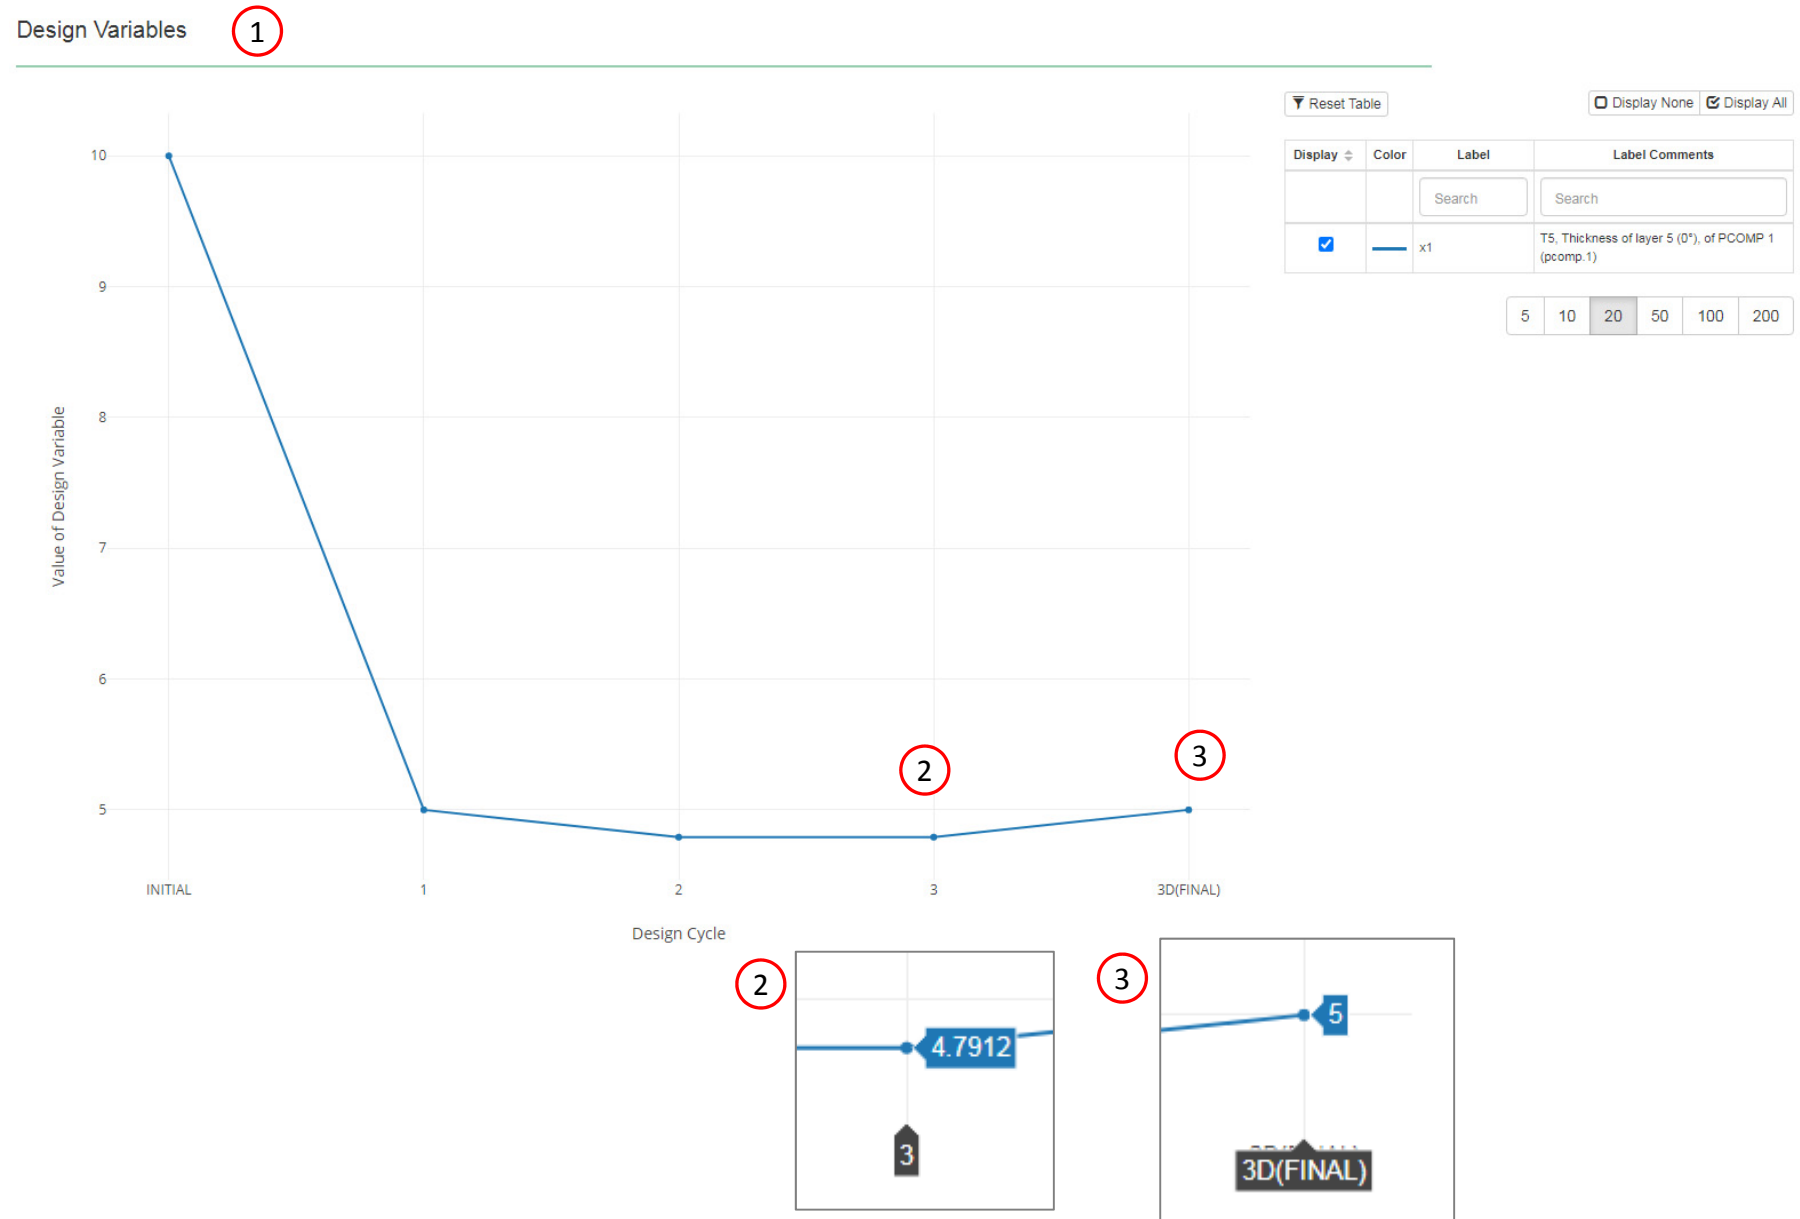 Design Variables
1
Reset Table
Display None
Display All
Display
Color
Label
Label Comments
Search
Search
x1
T5, Thickness of layer 5 (0°), of PCOMP 1
(pcomp.1)
5
10
20
50
100
200
Value of Design Variable
10
9
8
7
6
5
2
3
INITIAL
1
2
3
3D(FINAL)
Design Cycle
2
4.7912
3
3
5
3D(FINAL)